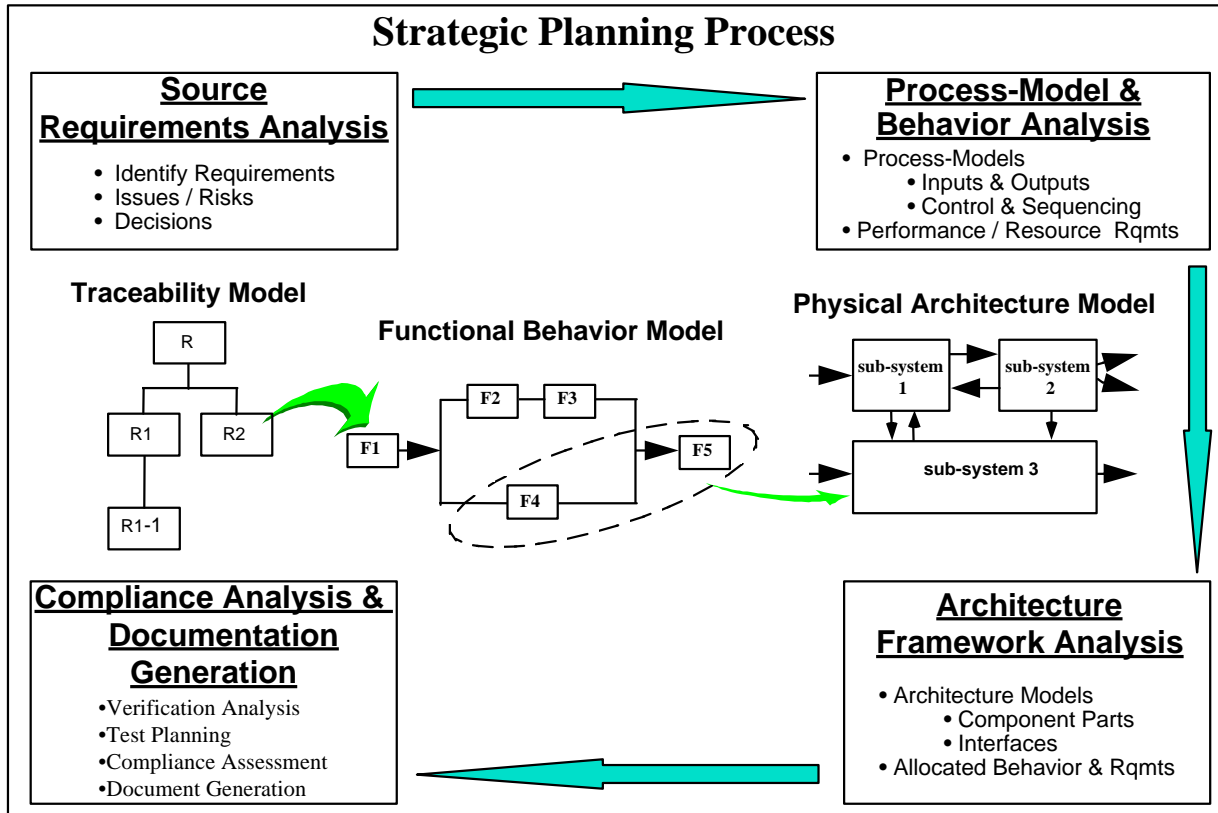 Strategic Planning Process
Source
Requirements Analysis
• Identify Requirements
• Issues / Risks
• Decisions
Process-Model &
Behavior Analysis
• Process-Models
• Inputs & Outputs
• Control & Sequencing
• Performance / Resource Rqmts
Traceability Model
R
R1
R2
R1-1
Functional Behavior Model
F1
F2
F3
F4
F5
Physical Architecture Model
sub-system
1
sub-system
2
sub-system 3
Compliance Analysis &
Documentation
Generation
•Verification Analysis
•Test Planning
•Compliance Assessment
•Document Generation
Architecture
Framework Analysis
• Architecture Models
• Component Parts
• Interfaces
• Allocated Behavior & Rqmts